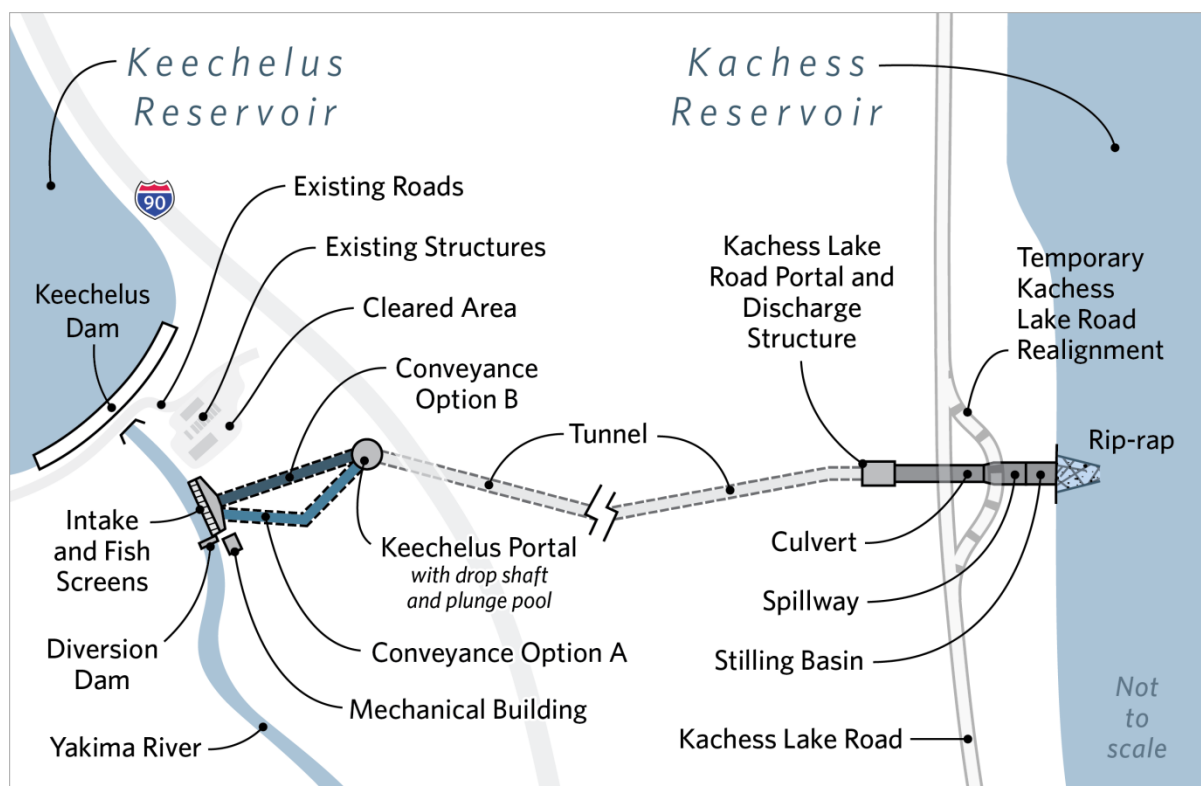 Keechelus
Reservoir
Kachess
Reservoir
90
Existing Roads
Existing Structures
Cleared Area
Keechelus
Dam
Conveyance
Option B
Kachess Lake
Road Portal and
Discharge
Structure
Temporary
Kachess
Lake Road
Realignment
Tunnel
Rip-rap
Intake
and Fish
Screens
Keechelus Portal
with drop shaft
and plunge pool
Culvert
Spillway
Diversion
Dam
Conveyance Option A
Stilling Basin
Mechanical Building
Yakima River
Kachess Lake Road
Not
to
scale